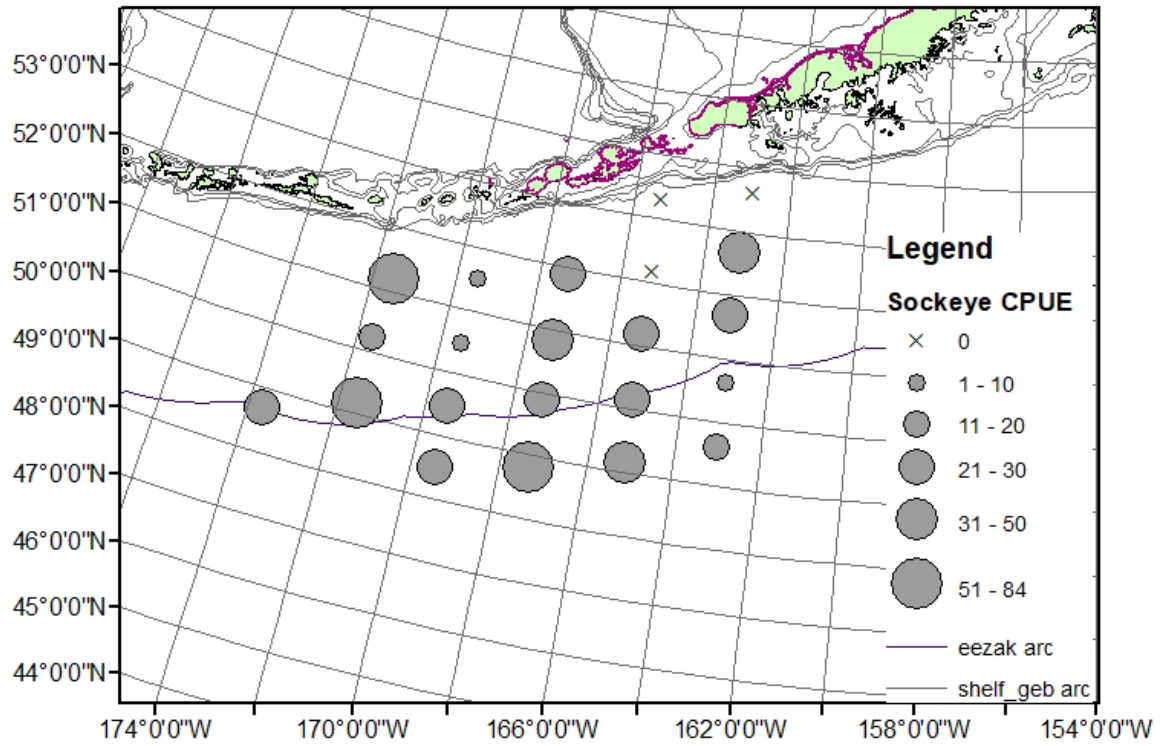 53°0'0"N
52°0'0"N
51°0'0"N
50°0'0"N
49°0'0"N
48°0'0"N
47°0'0"N
46°0'0"N
45°0'0"N
44°0'0"N
Legend
Sockeye CPUE
0
1 - 10
11 - 20
21 - 30
31 - 50
51 - 84
eezak arc
shelf_geb arc
174°0'0"W
170°0'0"W
166°0'0"W
162°0'0"W
158°0'0"W
154°0'0"W